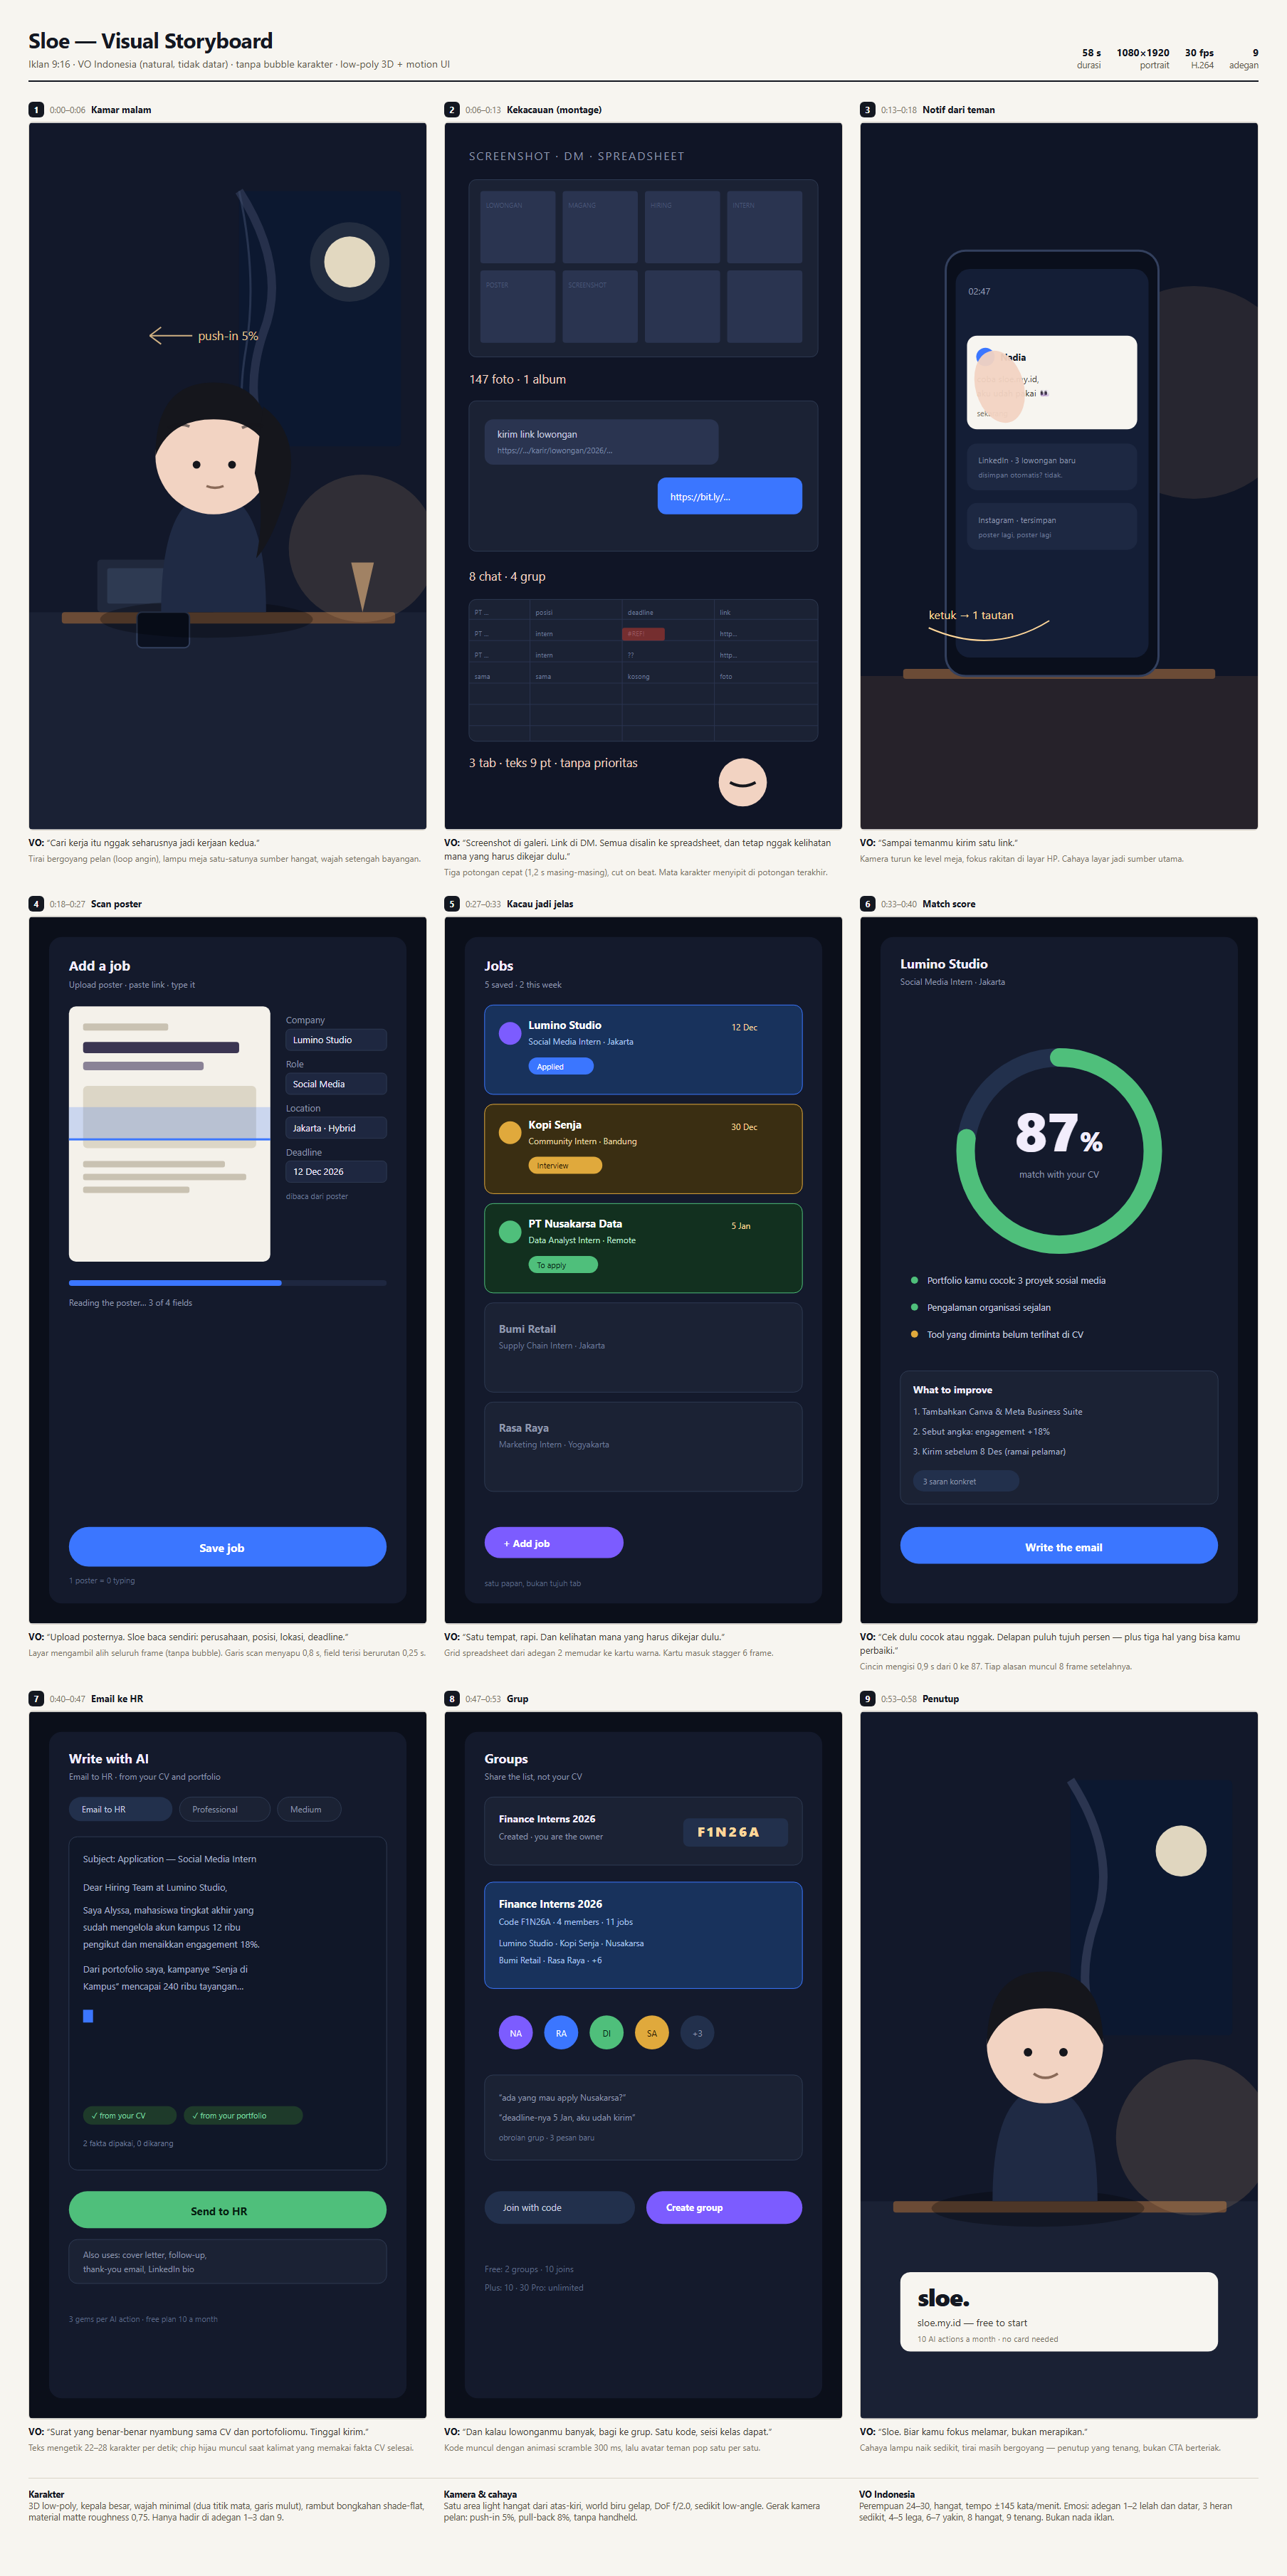 Sloe — Visual Storyboard
Iklan 9:16 · VO Indonesia (natural, tidak datar) · tanpa bubble karakter · low-poly 3D + motion UI
58 s
durasi
1080×1920
portrait
30 fps
H.264
9
adegan
1 0:00–0:06 Kamar malam
push-in 5%
VO: “Cari kerja itu nggak seharusnya jadi kerjaan kedua.”
Tirai bergoyang pelan (loop angin), lampu meja satu-satunya sumber hangat, wajah setengah bayangan.
2 0:06–0:13 Kekacauan (montage)
SCREENSHOT · DM · SPREADSHEET
LOWONGAN
MAGANG
HIRING
INTERN
POSTER
SCREENSHOT
147 foto · 1 album
kirim link lowongan
https://.../karir/lowongan/2026/...
https://bit.ly/...
8 chat · 4 grup
PT ... posisi deadline link
PT ... intern #REF! http...
PT ... intern ?? http...
sama sama kosong foto
3 tab · teks 9 pt · tanpa prioritas
VO: “Screenshot di galeri. Link di DM. Semua disalin ke spreadsheet, dan tetap nggak kelihatan
mana yang harus dikejar dulu.”
Tiga potongan cepat (1,2 s masing-masing), cut on beat. Mata karakter menyipit di potongan terakhir.
3 0:13–0:18 Notif dari teman
02:47
my.id,
LinkedIn · 3 lowongan baru
disimpan otomatis? tidak.
Instagram · tersimpan
poster lagi, poster lagi
ketuk → 1 tautan
VO: “Sampai temanmu kirim satu link.”
Kamera turun ke level meja, fokus rakitan di layar HP. Cahaya layar jadi sumber utama.
4 0:18–0:27 Scan poster
Add a job
Upload poster · paste link · type it
Company
Lumino Studio
Role
Social Media
Location
Jakarta · Hybrid
Deadline
12 Dec 2026
dibaca dari poster
Reading the poster... 3 of 4 fields
Save job
1 poster = 0 typing
VO: “Upload posternya. Sloe baca sendiri: perusahaan, posisi, lokasi, deadline.”
Layar mengambil alih seluruh frame (tanpa bubble). Garis scan menyapu 0,8 s, field terisi berurutan 0,25 s.
5 0:27–0:33 Kacau jadi jelas
Jobs
5 saved · 2 this week
Lumino Studio
12 Dec
Social Media Intern · Jakarta
Applied
Kopi Senja
30 Dec
Community Intern · Bandung
Interview
PT Nusakarsa Data
5 Jan
Data Analyst Intern · Remote
To apply
Bumi Retail
Supply Chain Intern · Jakarta
Rasa Raya
Marketing Intern · Yogyakarta
+ Add job
satu papan, bukan tujuh tab
VO: “Satu tempat, rapi. Dan kelihatan mana yang harus dikejar dulu.”
Grid spreadsheet dari adegan 2 memudar ke kartu warna. Kartu masuk stagger 6 frame.
6 0:33–0:40 Match score
Lumino Studio
Social Media Intern · Jakarta
87%
match with your CV
Portfolio kamu cocok: 3 proyek sosial media
Pengalaman organisasi sejalan
Tool yang diminta belum terlihat di CV
What to improve
1. Tambahkan Canva & Meta Business Suite
2. Sebut angka: engagement +18%
3. Kirim sebelum 8 Des (ramai pelamar)
3 saran konkret
Write the email
VO: “Cek dulu cocok atau nggak. Delapan puluh tujuh persen — plus tiga hal yang bisa kamu
perbaiki.”
Cincin mengisi 0,9 s dari 0 ke 87. Tiap alasan muncul 8 frame setelahnya.
7 0:40–0:47 Email ke HR
Write with AI
Email to HR · from your CV and portfolio
Email to HR
Professional
Medium
Subject: Application — Social Media Intern
Dear Hiring Team at Lumino Studio,
Saya Alyssa, mahasiswa tingkat akhir yang
sudah mengelola akun kampus 12 ribu
pengikut dan menaikkan engagement 18%.
Dari portofolio saya, kampanye “Senja di
Kampus” mencapai 240 ribu tayangan...
✓ from your CV
✓ from your portfolio
2 fakta dipakai, 0 dikarang
Send to HR
Also uses: cover letter, follow-up,
thank-you email, LinkedIn bio
3 gems per AI action · free plan 10 a month
VO: “Surat yang benar-benar nyambung sama CV dan portofoliomu. Tinggal kirim.”
Teks mengetik 22–28 karakter per detik; chip hijau muncul saat kalimat yang memakai fakta CV selesai.
8 0:47–0:53 Grup
Groups
Share the list, not your CV
Finance Interns 2026
Created · you are the owner
F1N26A
Finance Interns 2026
Code F1N26A · 4 members · 11 jobs
Lumino Studio · Kopi Senja · Nusakarsa
Bumi Retail · Rasa Raya · +6
NA
RA
DI
SA
+3
“ada yang mau apply Nusakarsa?”
“deadline-nya 5 Jan, aku udah kirim”
obroian grup · 3 pesan baru
Join with code
Create group
Free: 2 groups · 10 joins
Plus: 10 · 30 Pro: unlimited
VO: “Dan kalau lowonganmu banyak, bagi ke grup. Satu kode, seisi kelas dapat.”
Kode muncul dengan animasi scramble 300 ms, lalu avatar teman pop satu per satu.
9 0:53–0:58 Penutup
sloe.
sloe.my.id — free to start
10 AI actions a month · no card needed
VO: “Sloe. Biar kamu fokus melamar, bukan merapikan.”
Cahaya lampu naik sedikit, tirai masih bergoyang — penutup yang tenang, bukan CTA berteriak.
Karakter
3D low-poly, kepala besar, wajah minimal (dua titik mata, garis mulut), rambut bongkahan shade-flat,
material matte roughness 0,75. Hanya hadir di adegan 1–3 dan 9.
Kamera & cahaya
Satu area light hangat dari atas-kiri, world biru gelap, DoF f/2.0, sedikit low-angle. Gerak kamera
pelan: push-in 5%, pull-back 8%, tanpa handheld.
VO Indonesia
Perempuan 24–30, hangat, tempo ±145 kata/menit. Emosi: adegan 1–2 lelah dan datar, 3 heran
sedikit, 4–5 lega, 6–7 yakin, 8 hangat, 9 tenang. Bukan nada iklan.